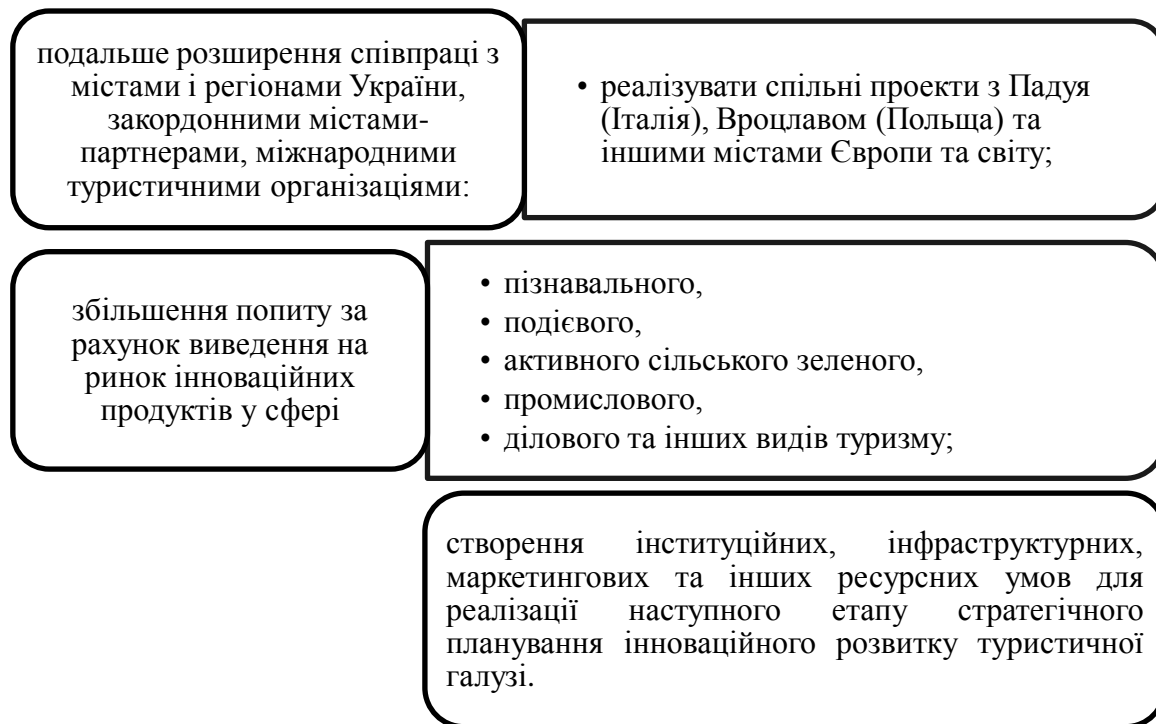 подальше розширення співпраці з
містами і регіонами України,
закордонними містами-
партнерами, міжнародними
туристичними організаціями:
• реалізувати спільні проекти з Падуя
(Італія), Вроцлавом (Польща) та
іншими містами Європи та світу;
збільшення попиту за
рахунок виведення на
ринок інноваційних
продуктів у сфері
• пізнавального,
• подієвого,
• активного сільського зеленого,
• промислового,
• ділового та інших видів туризму;
створення інституційних, інфраструктурних,
маркетингових та інших ресурсних умов для
реалізації наступного етапу стратегічного
планування інноваційного розвитку туристичної
галузі.